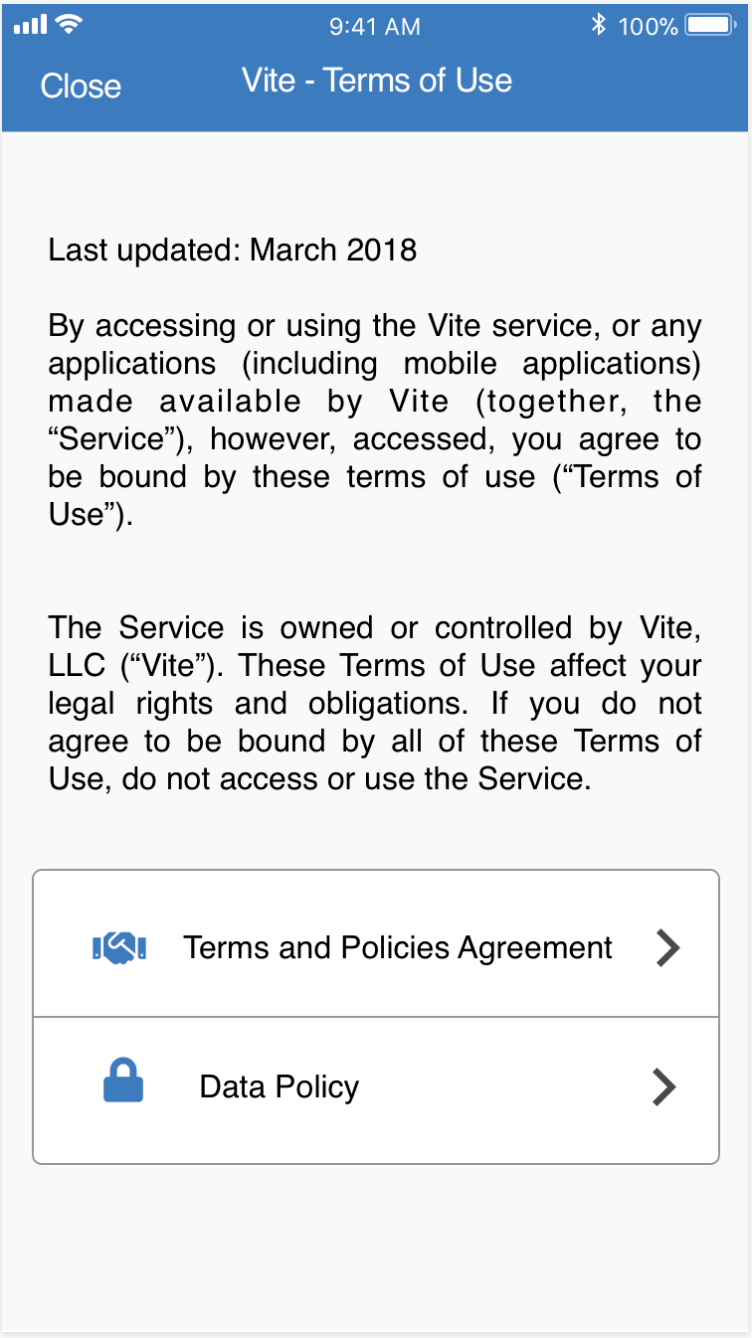 9:41 AM
100%
Close
Vite - Terms of Use
Last updated: March 2018
By accessing or using the Vite service, or any
applications (including mobile applications)
made available by Vite (together, the
“Service”), however, accessed, you agree to
be bound by these terms of use (“Terms of
Use”).
The Service is owned or controlled by Vite,
LLC (“Vite”). These Terms of Use affect your
legal rights and obligations. If you do not
agree to be bound by all of these Terms of
Use, do not access or use the Service.
Terms and Policies Agreement
Data Policy